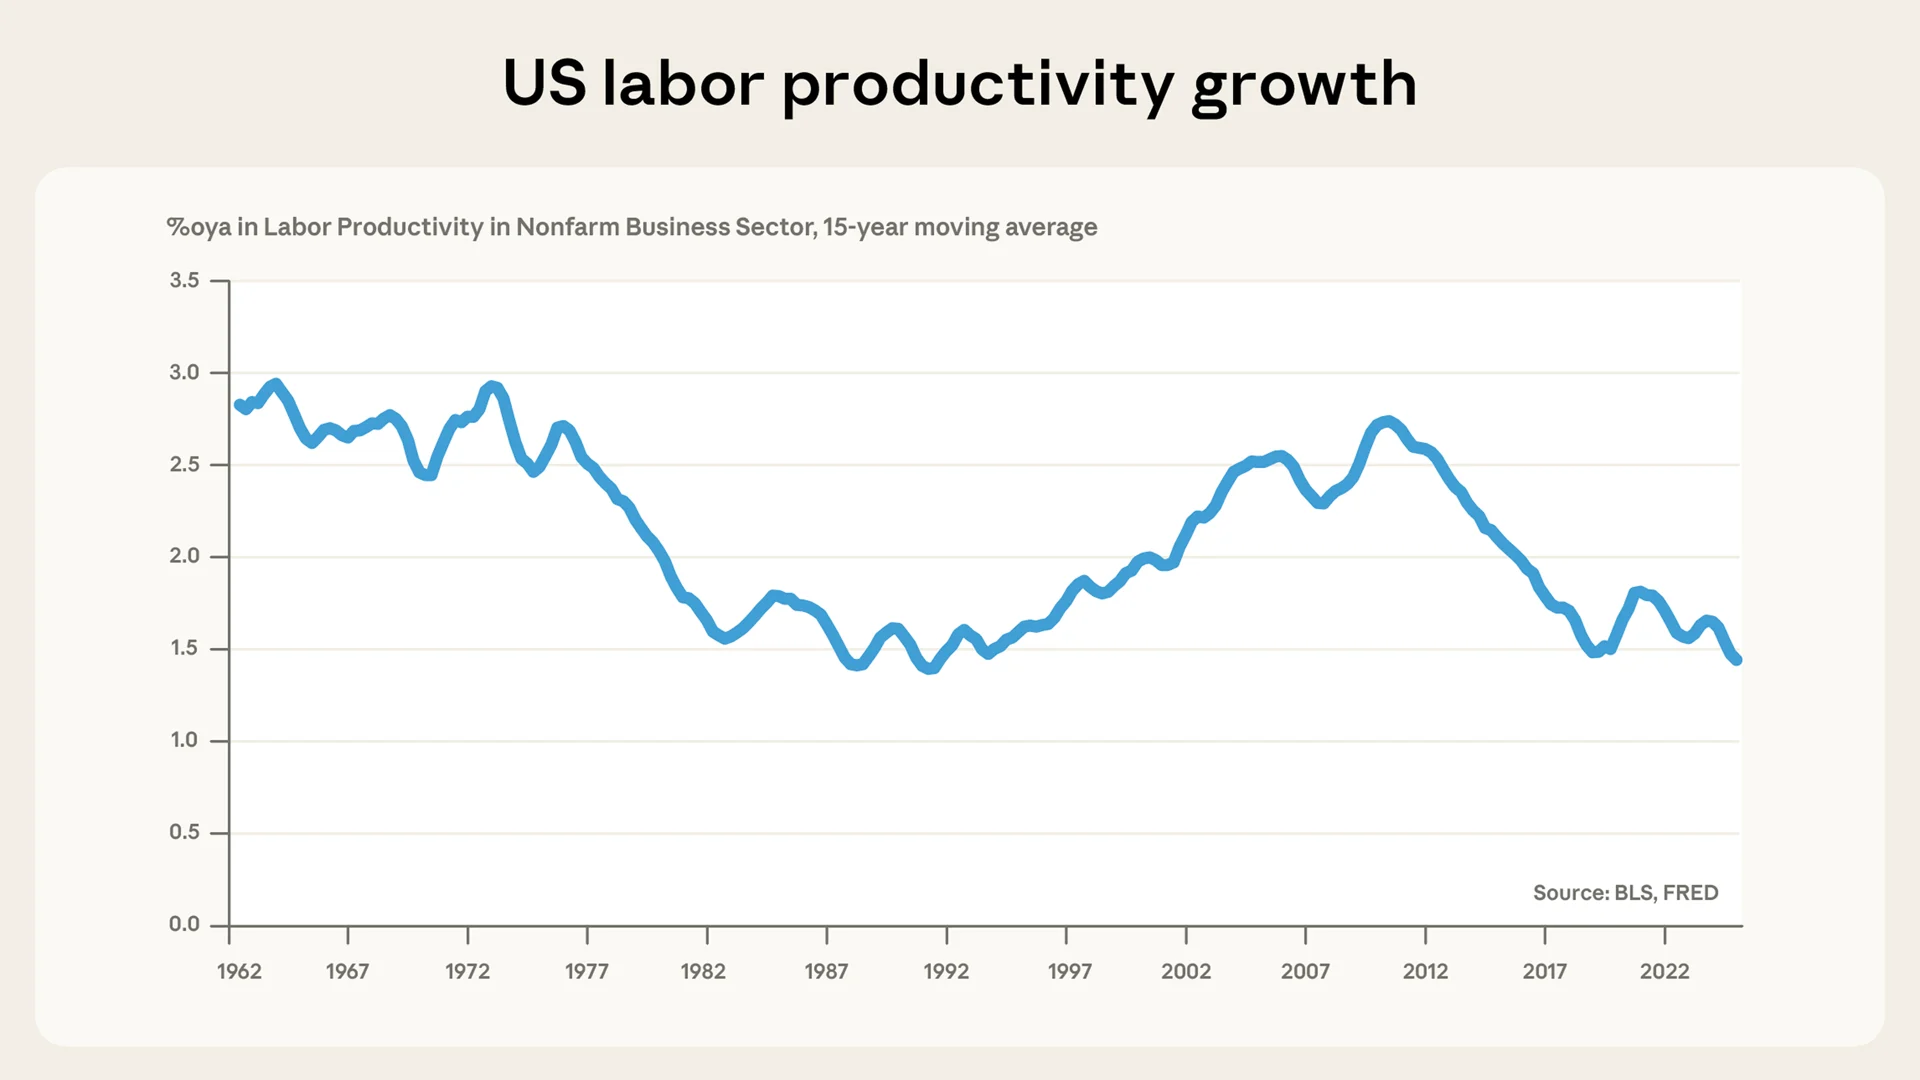 US labor productivity growth
%oya in Labor Productivity in Nonfarm Business Sector, 15-year moving average
3.5
3.0
2.5
2.0
1.5
1.0
0.5
0.0
Source: BLS, FRED
1962 1967 1972 1977 1982 1987 1992 1997 2002 2007 2012 2017 2022